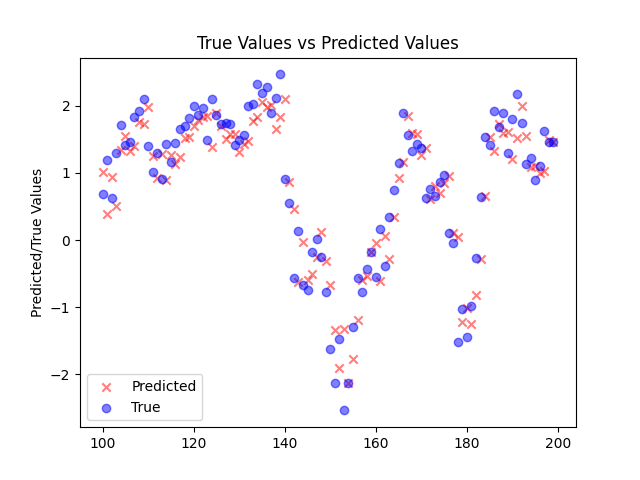 True Values vs Predicted Values
Predicted/True Values
2
1
0
−1
−2
Predicted
True
100 120 140 160 180 200